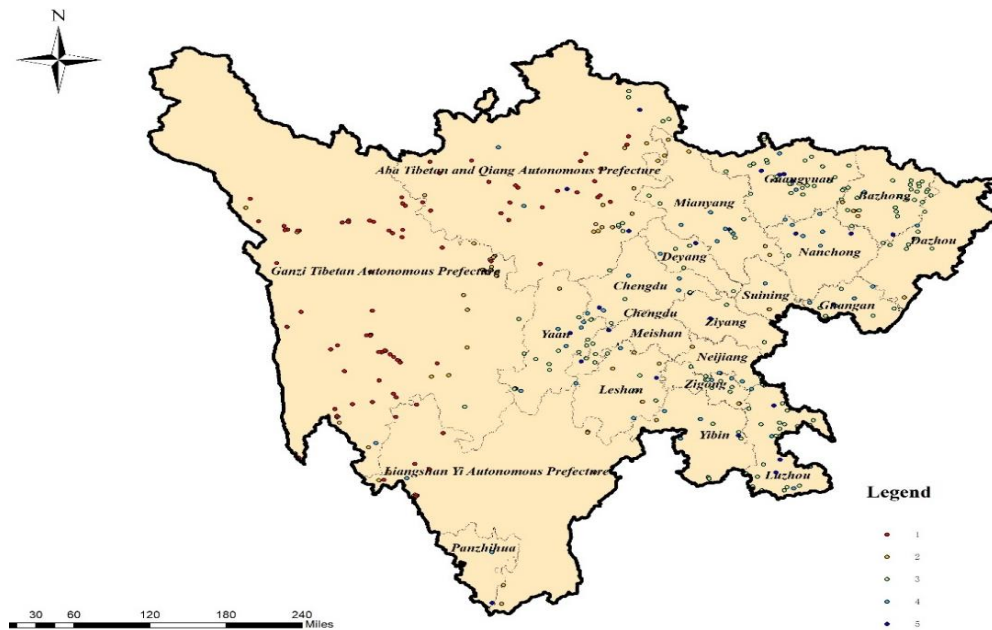 N
Aba Tibetan and Qiang Autonomous Prefecture
Guangyuan
Bazhong
Mianyang
Dazhou
Nanchong
Deyang
Ganzi Tibetan Autonomous Prefecture
Chengdu
Suining
Guangan
Chengdu
Ziyang
Yaan
Meishan
Neijiang
Leshan
Zigong
Yibin
Liangshan Yi Autonomous Prefecture
Luzhou
Legend
1
Panzhihua
2
3
4
5
30 60 120 180 240
Miles